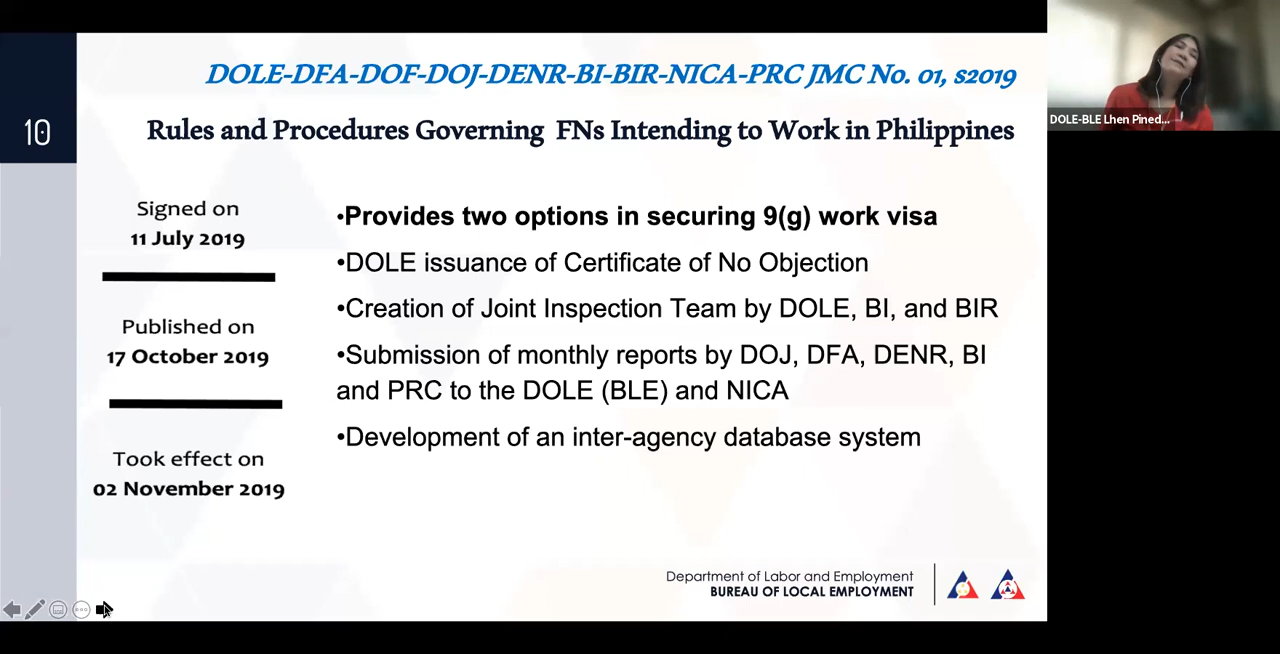 DOLE-DFA-DOF-DOJ-DENR-BI-BIR-NICA-PRC JMC No. 01, s2019
10
Rules and Procedures Governing FNs Intending to Work in Philippines
DOLE-BLE Lhen Pined...
Signed on
11 July 2019
Published on
17 October 2019
Took effect on
02 November 2019
•Provides two options in securing 9(g) work visa
•DOLE issuance of Certificate of No Objection
•Creation of Joint Inspection Team by DOLE, BI, and BIR
•Submission of monthly reports by DOJ, DFA, DENR, BI
and PRC to the DOLE (BLE) and NICA
•Development of an inter-agency database system
Department of Labor and Employment
BUREAU OF LOCAL EMPLOYMENT